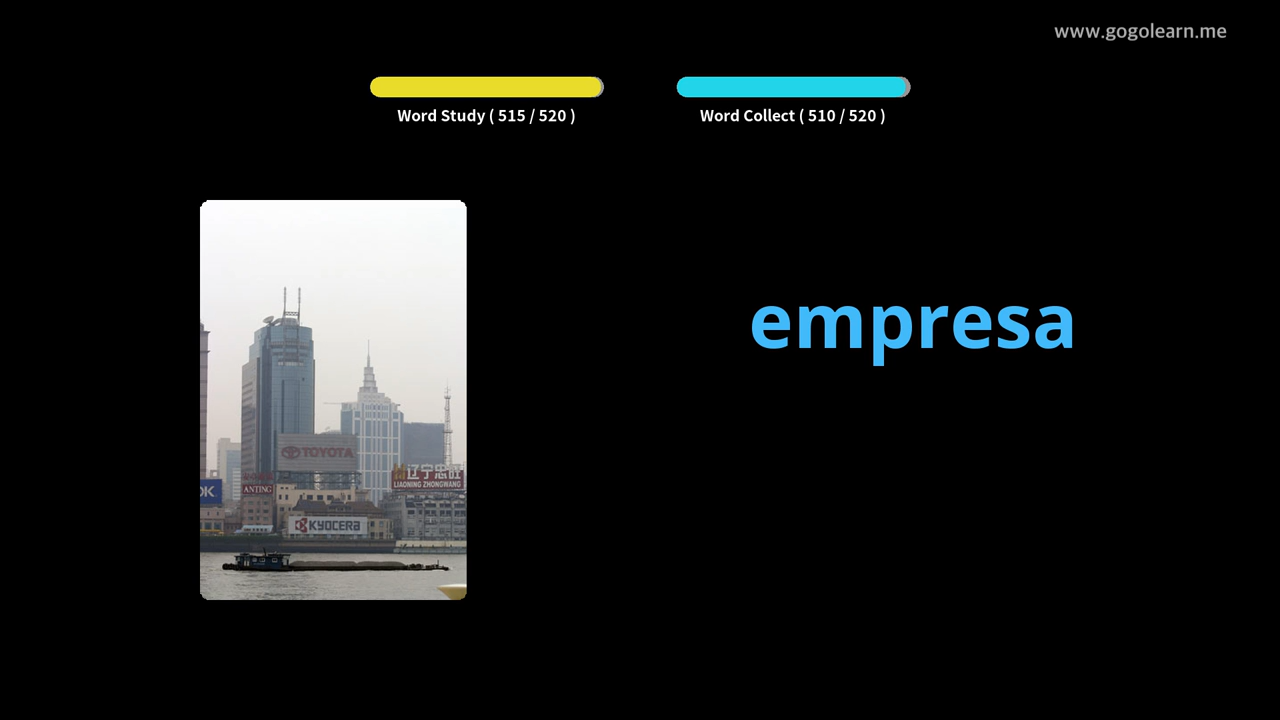 www.gogolearn.me
Word Study ( 515 / 520 )
Word Collect ( 510 / 520 )
empresa
TOYOTA
辽宁忠旺
LIAONING ZHONGWANG
ANTING
KYOCERA